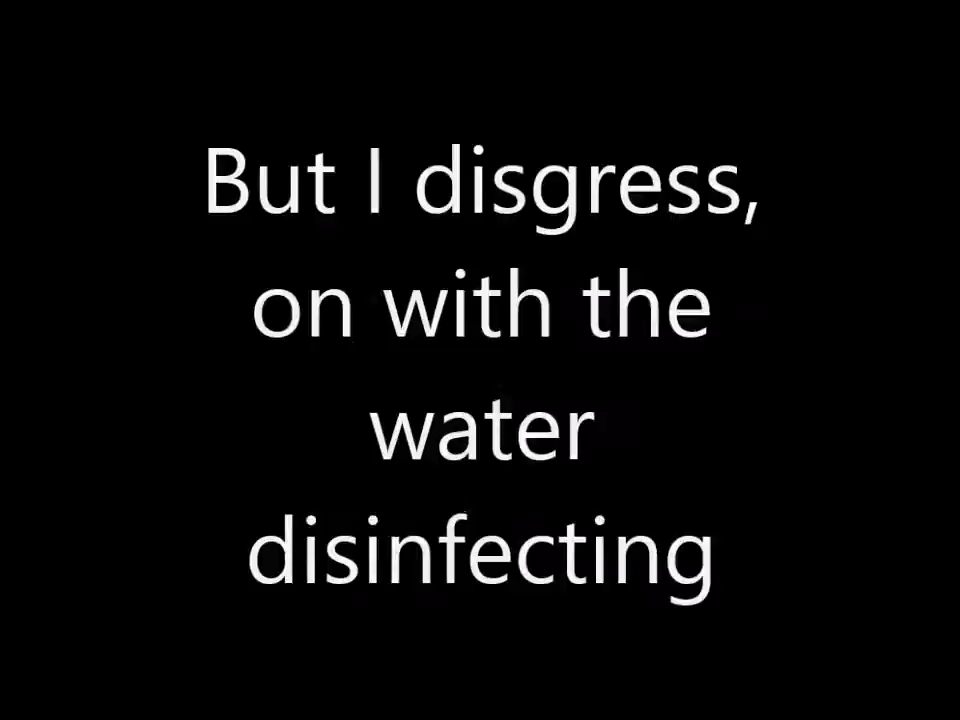 But I disgress,
on with the
water
disinfecting